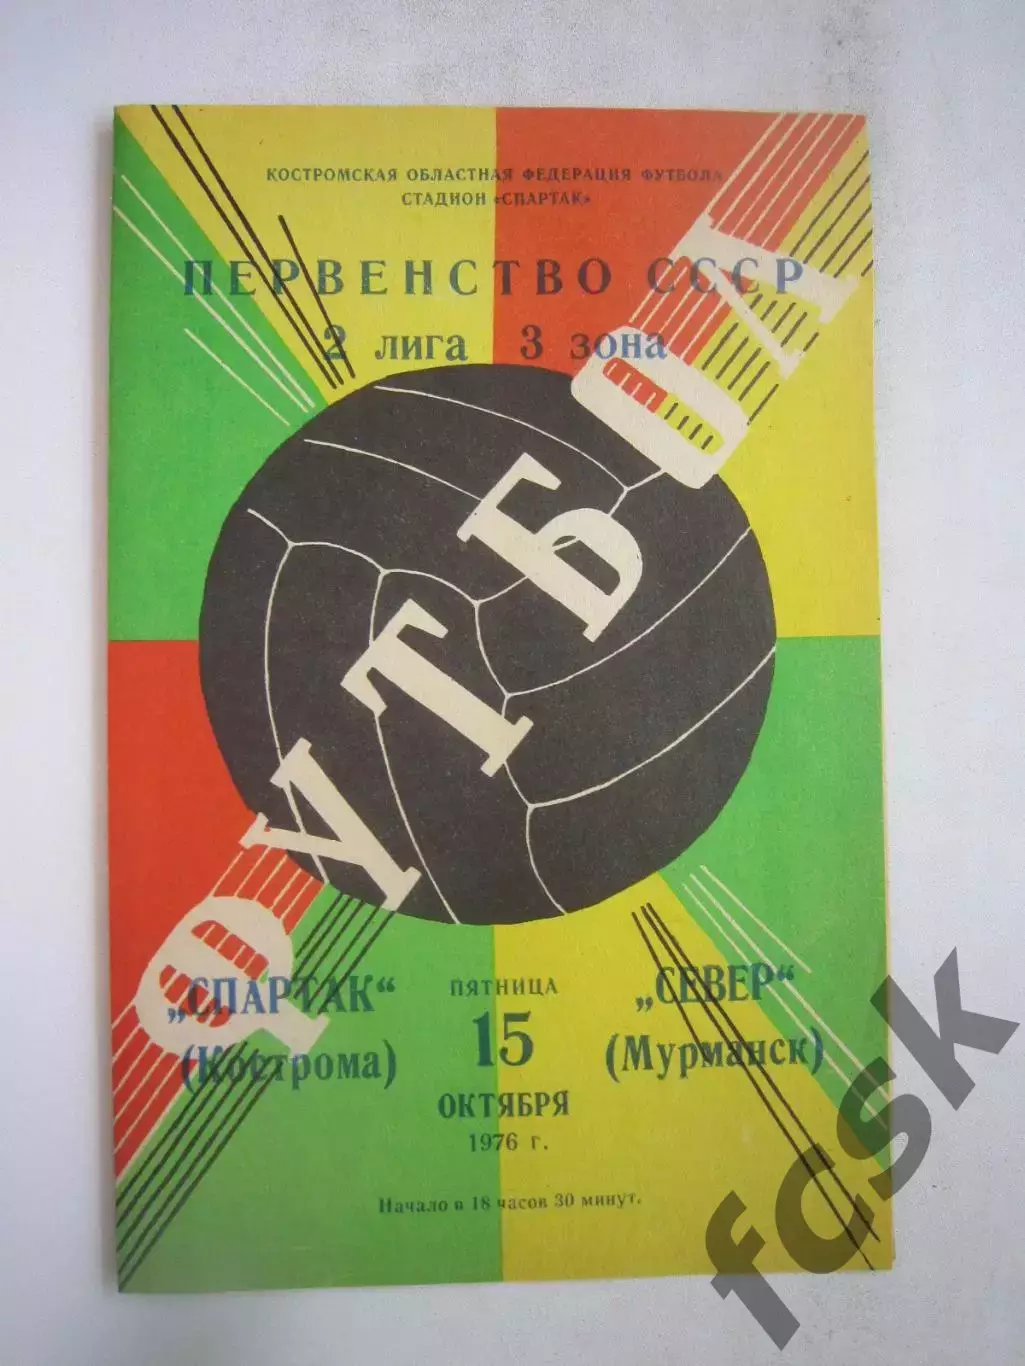 КОСТРОМСКАЯ ОБЛАСТНАЯ ФЕДЕРАЦИЯ ФУТБОЛА
СТАДИОН «СПАРТАК»
ПЕРВЕНСТВО СССР
2 лига 3 зона
ФУТБОЛ
„СПАРТАК“
(Кострома)
ПЯТНИЦА
15
ОКТЯБРЯ
1976 г.
„СЕВЕР“
(Мурманск)
Начало в 18 часов 30 минут.
fcsk